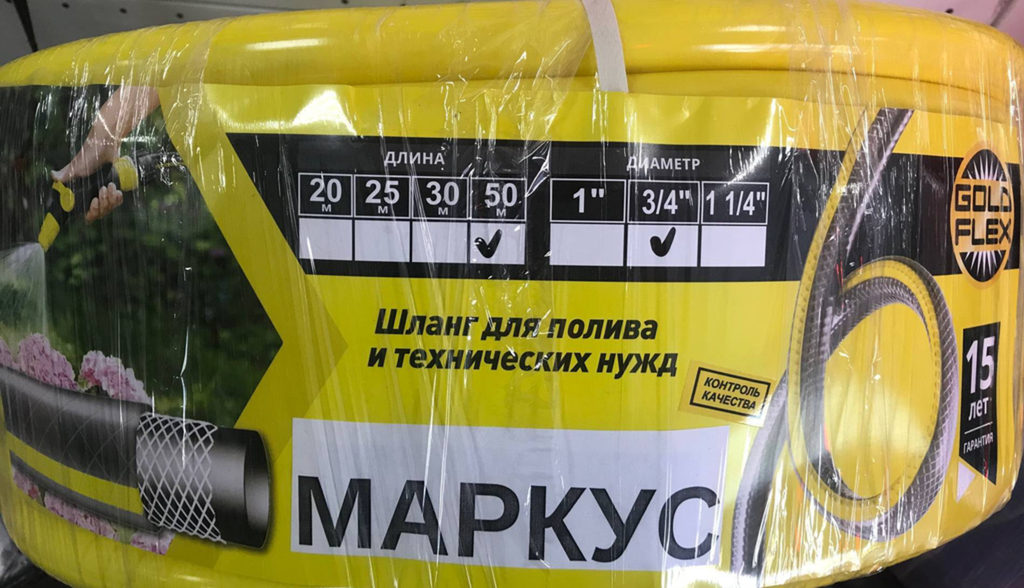 ДЛИНА
20 м 25 м 30 м 50 м
ДИАМЕТР
1" 3/4" 1 1/4"
GOLD
FLEX
Шланг для полива
и технических нужд
КОНТРОЛЬ
КАЧЕСТВА
15
лет
ГАРАНТИЯ
МАРКУС